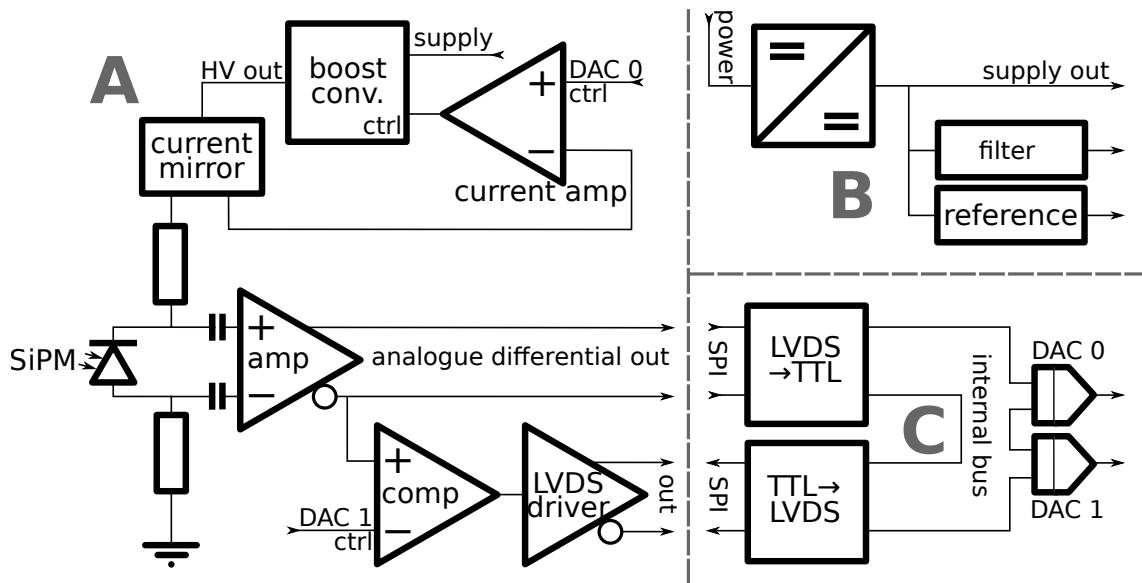 A
HV out
boost
conv.
ctrl
supply
DAC 0
ctrl
current amp
current
mirror
SiPM
amp
analogue differential out
comp
DAC 1
ctrl
LVDS
driver
out
power
supply out
filter
reference
B
SPI
LVDS
→TTL
SPI
TTL→
LVDS
C
internal bus
DAC 0
DAC 1